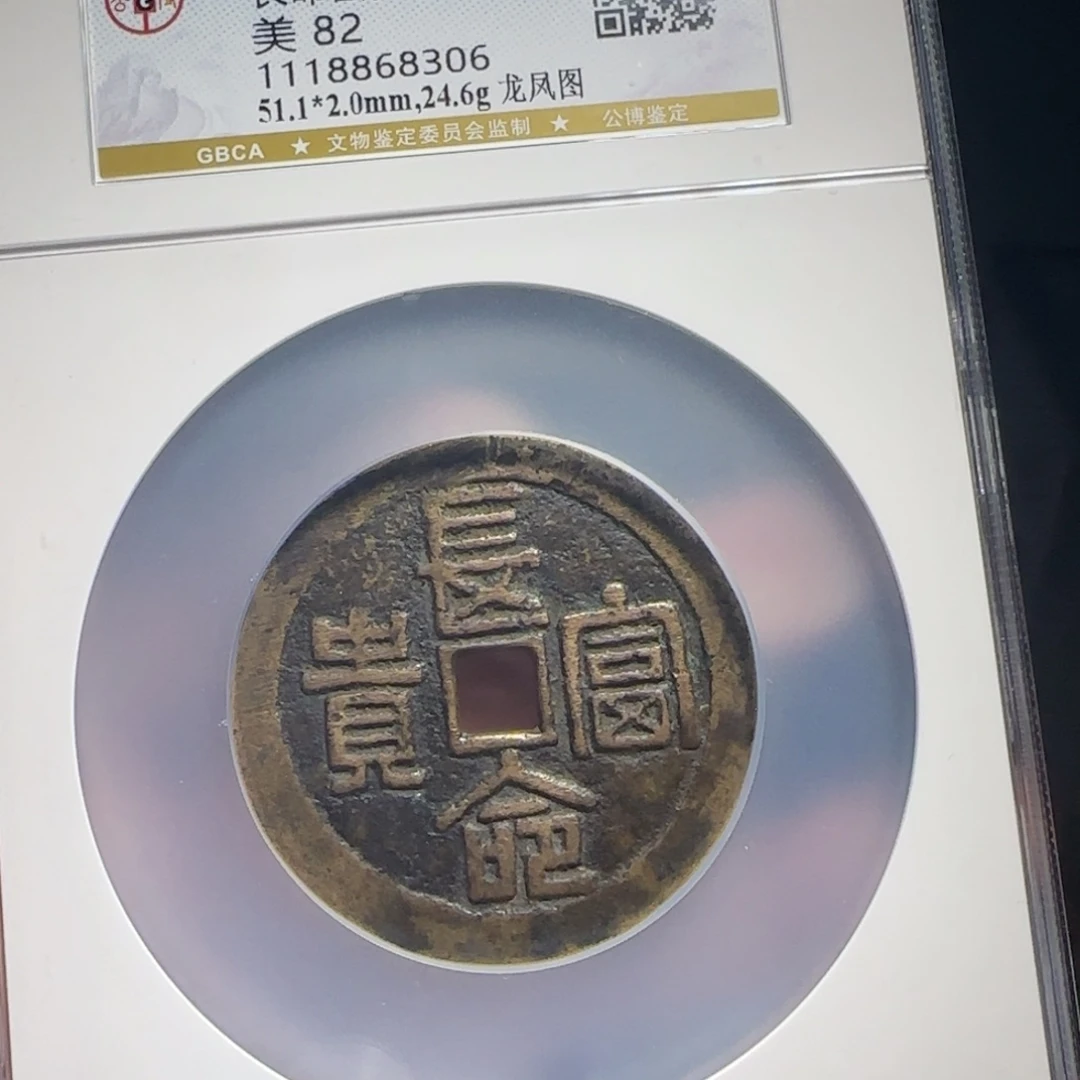 美 82
1118868306
51.1*2.0mm,24.6g 龙凤图
GBCA ★ 文物鉴定委员会监制 ★ 公博鉴定
長
貴 富
命